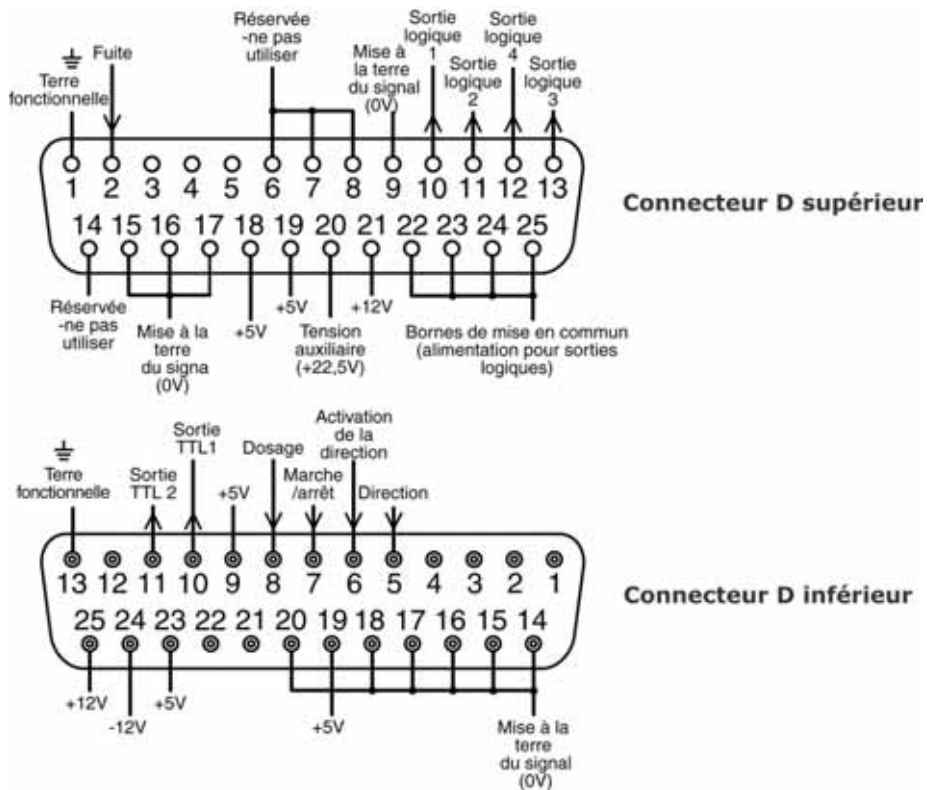 Terre
fonctionnelle
Fuite
Réservée
-ne pas
utiliser
Mise à
la terre
du signal
(0V)
Sortie
logique
1
Sortie
logique
2
Sortie
logique
4
Sortie
logique
3
1 2 3 4 5 6 7 8 9 10 11 12 13
14 15 16 17 18 19 20 21 22 23 24 25
Connecteur D supérieur
Réservée
-ne pas
utiliser
Mise à la
terre
du signa
(0V)
+5V
+5V
Tension
auxiliaire
(+22,5V)
+12V
Bornes de mise en commun
(alimentation pour sorties
logiques)
Terre
fonctionnelle
Sortie
TTL 2
Sortie
TTL1
+5V
Dosage
Marche
/arrêt
Activation
de la
direction
Direction
13 12 11 10 9 8 7 6 5 4 3 2 1
25 24 23 22 21 20 19 18 17 16 15 14
Connecteur D inférieur
+12V
-12V
+5V
+5V
Mise à la
terre
du signal
(0V)